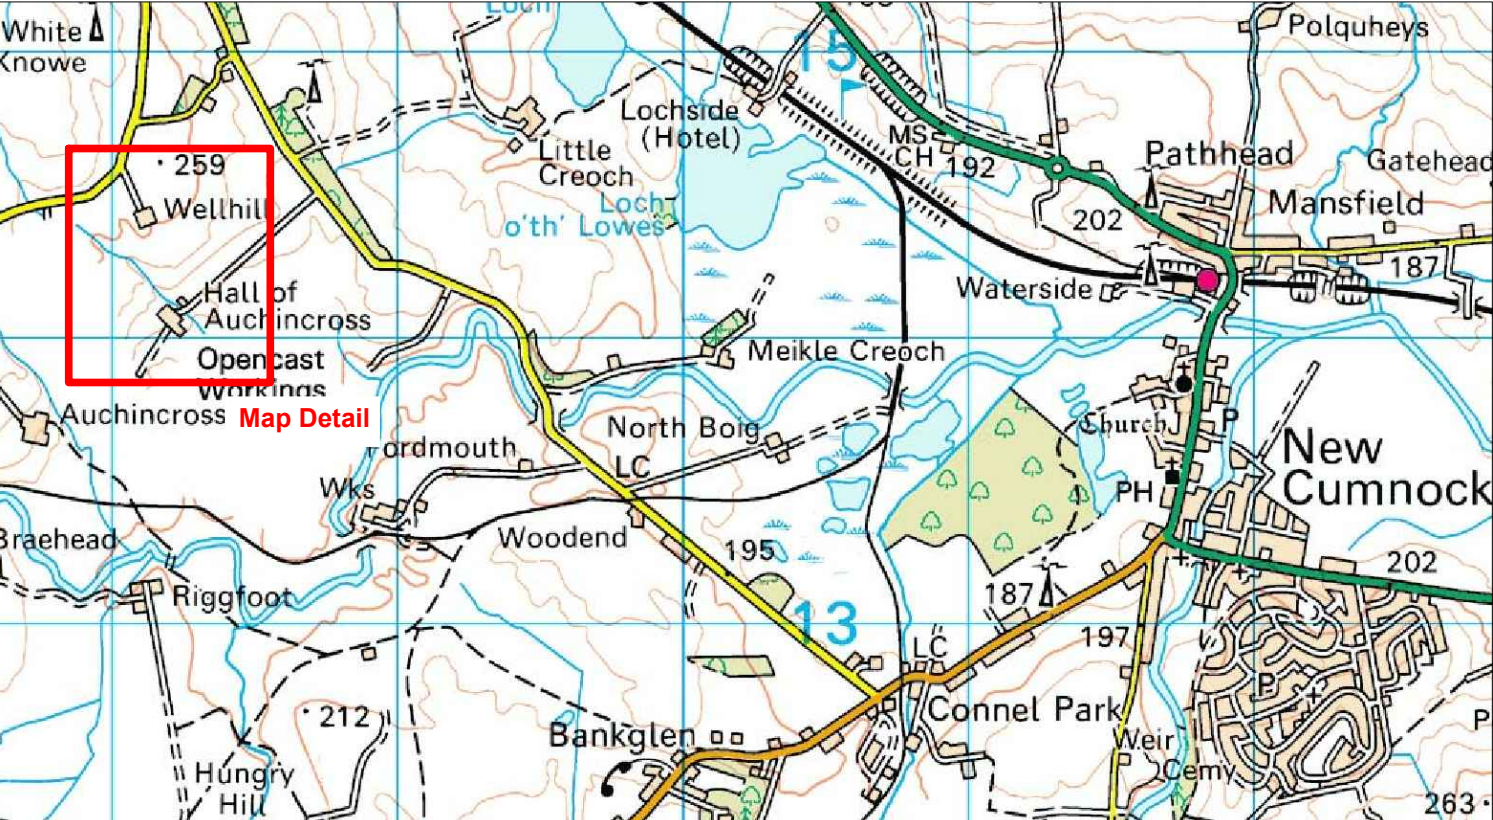 Loch
White
Knowe
15
Polquheys
Lochside
(Hotel)
MS
CH
192
Pathhead
Gatehead
259
Little
Creoch
Wellhill
Loch
o'th' Lowes
202
Mansfield
187
Waterside
Hall of
Auchincross
Opencast
Workings
Meikle Creoch
Auchincross
Map Detail
North Boig
Church
P
New
Cumnock
LC
PH
Wks
Woodend
195
Braehead
Riggfoot
187
202
13
197
LC
P
212
Bankglen
Connel Park
Weir
Cemy
Hungry
Hill
P
263